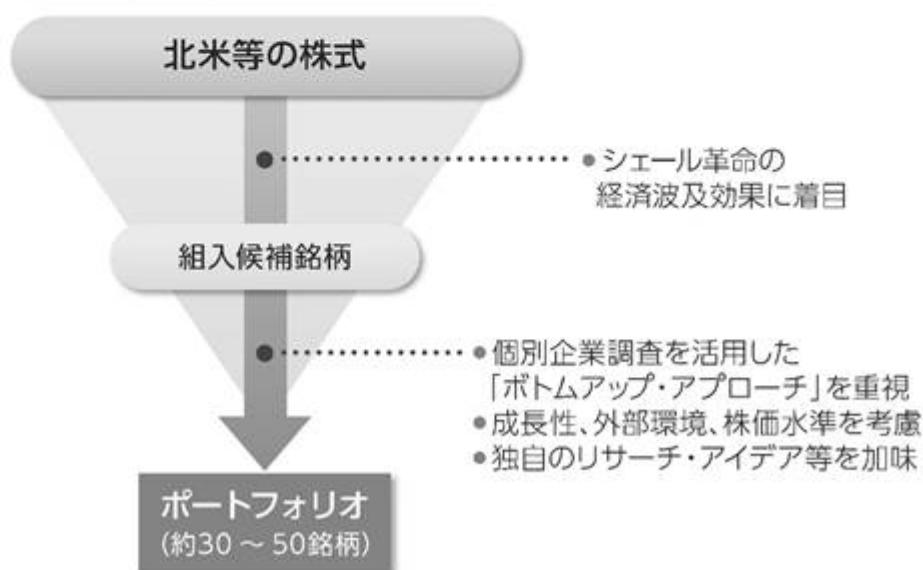 北米等の株式
● シェール革命の
経済波及効果に着目
組入候補銘柄
● 個別企業調査を活用した
「ボトムアップ・アプローチ」を重視
● 成長性、外部環境、株価水準を考慮
● 独自のリサーチ・アイデア等を加味
ポートフォリオ
(約30 ～ 50銘柄)